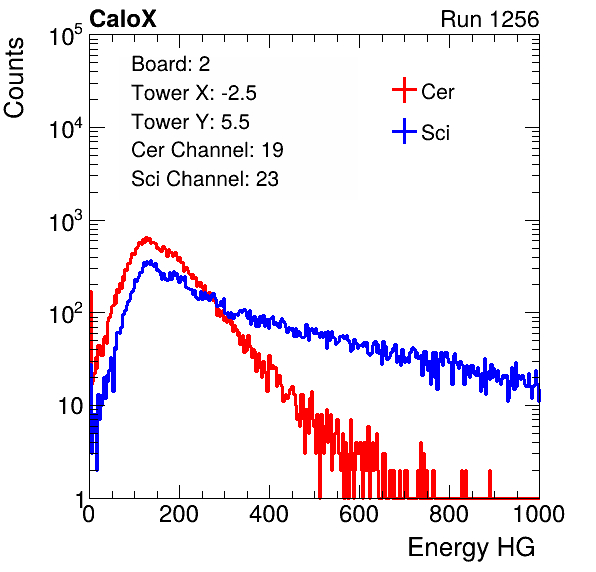 CaloX Run 1256
Counts
10^5
10^4
10^3
10^2
10
1
Board: 2
Tower X: -2.5
Tower Y: 5.5
Cer Channel: 19
Sci Channel: 23
Cer
Sci
0 200 400 600 800 1000
Energy HG